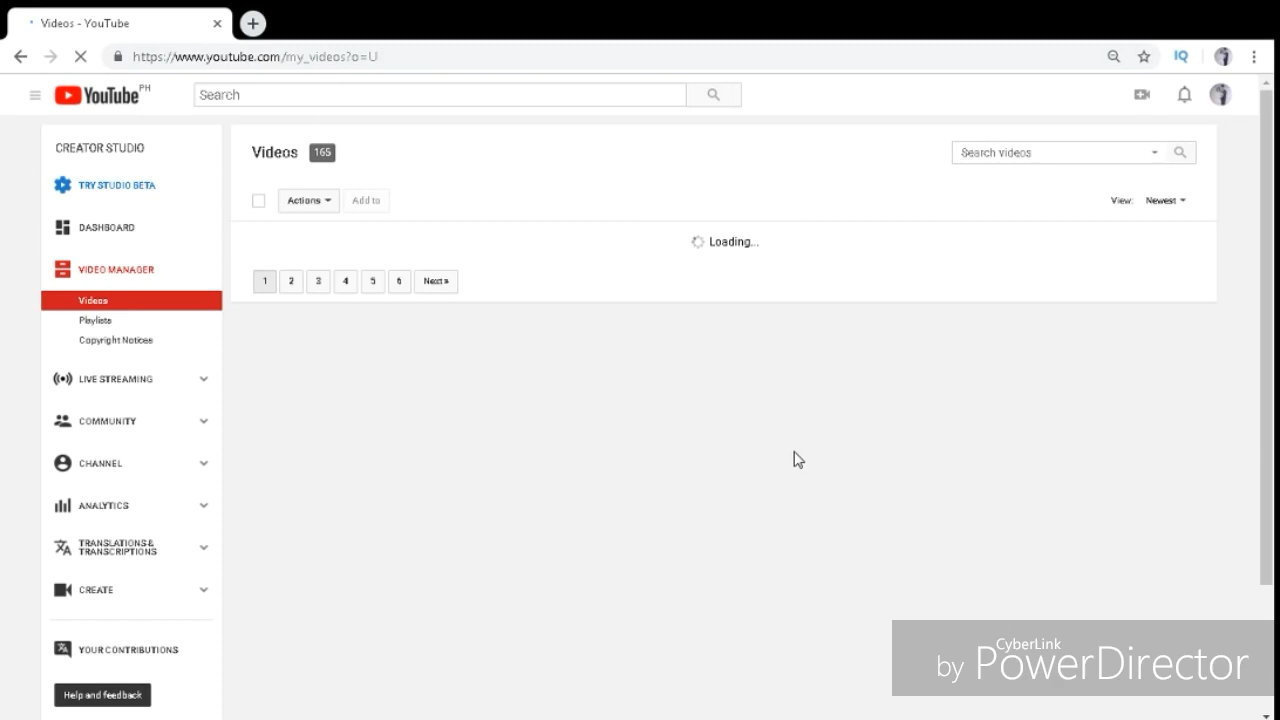 Videos - YouTube
https://www.youtube.com/my_videos?o=U
IQ
YouTube PH
Search
CREATOR STUDIO
TRY STUDIO BETA
DASHBOARD
VIDEO MANAGER
Videos
Playlists
Copyright Notices
LIVE STREAMING
COMMUNITY
CHANNEL
ANALYTICS
TRANSLATIONS &
TRANSCRIPTIONS
CREATE
YOUR CONTRIBUTIONS
Help and feedback
Videos 165
Search videos
Actions Add to
View: Newest
Loading...
1 2 3 4 5 6 Next »
CyberLink
by PowerDirector